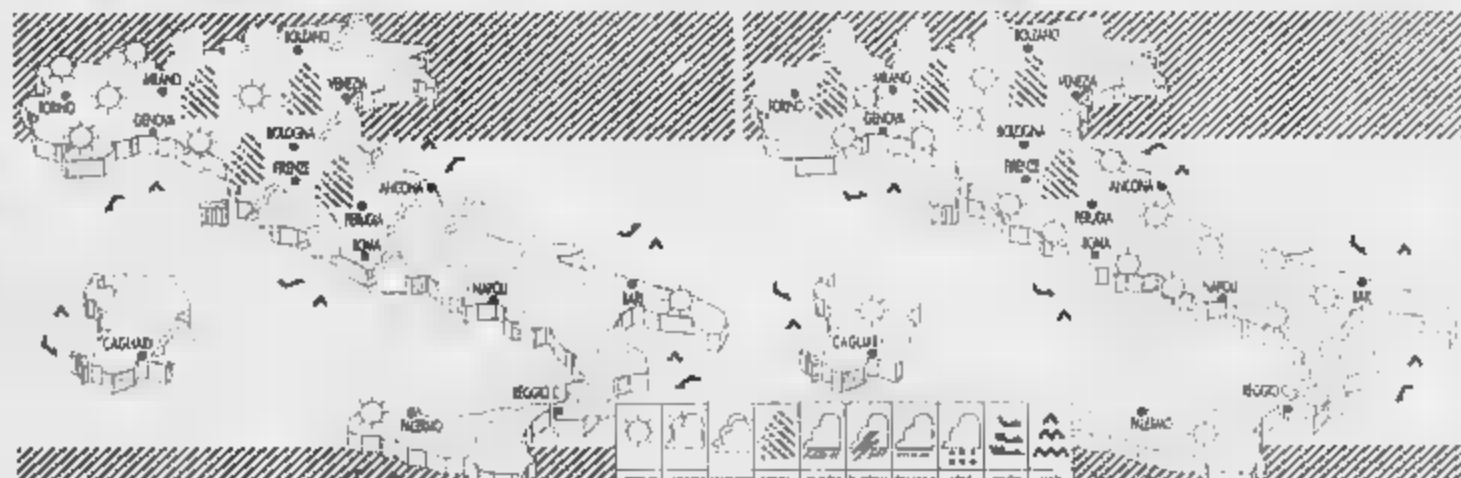 BOLZANO
MILANO
VENEZIA
TORINO
GENOVA
BOLOGNA
FIRENZE
ANCONA
PERUGIA
ROMA
NAPOLI
BARI
CAGLIARI
REGGIO C.
PALERMO
BOLZANO
MILANO
VENEZIA
TORINO
GENOVA
BOLOGNA
FIRENZE
ANCONA
PERUGIA
ROMA
NAPOLI
BARI
CAGLIARI
REGGIO C.
PALERMO